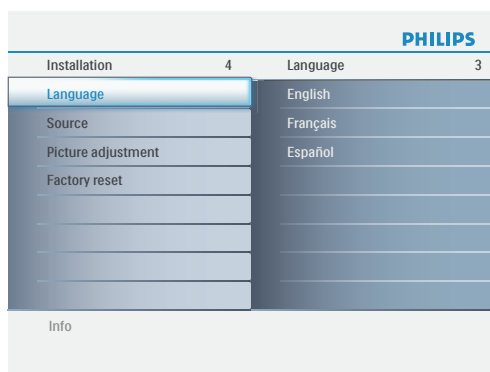 PHILIPS
Installation 4 Language 3
Language English
Source Français
Picture adjustment Español
Factory reset
Info